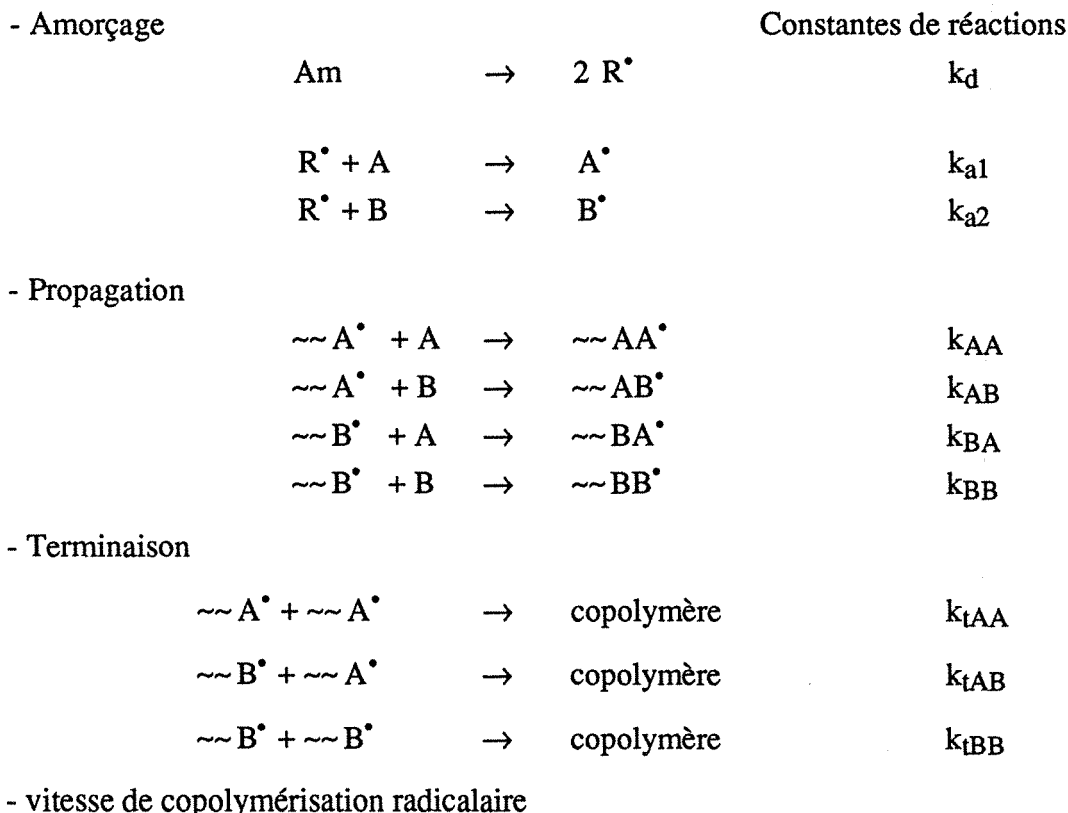 - Amorçage Constantes de réactions
Am → 2 R• kd
R• + A → A• ka1
R• + B → B• ka2
- Propagation
~~ A• + A → ~~ AA• kAA
~~ A• + B → ~~ AB• kAB
~~ B• + A → ~~ BA• kBA
~~ B• + B → ~~ BB• kBB
- Terminaison
~~ A• + ~~ A• → copolymère ktAA
~~ B• + ~~ A• → copolymère ktAB
~~ B• + ~~ B• → copolymère ktBB
- vitesse de copolymérisation radicalaire